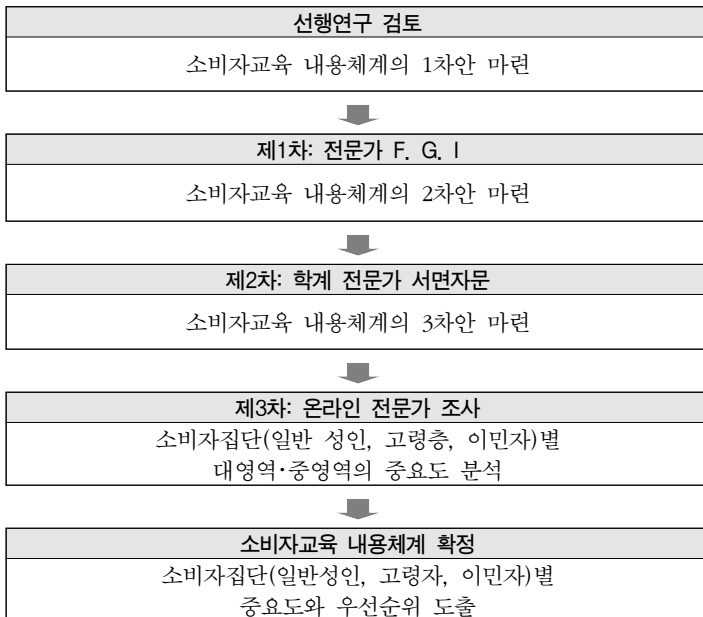 선행연구 검토
소비자교육 내용체계의 1차안 마련
제1차: 전문가 F. G. I
소비자교육 내용체계의 2차안 마련
제2차: 학계 전문가 서면자문
소비자교육 내용체계의 3차안 마련
제3차: 온라인 전문가 조사
소비자집단(일반 성인, 고령층, 이민자)별
대영역·중영역의 중요도 분석
소비자교육 내용체계 확정
소비자집단(일반성인, 고령자, 이민자)별
중요도와 우선순위 도출